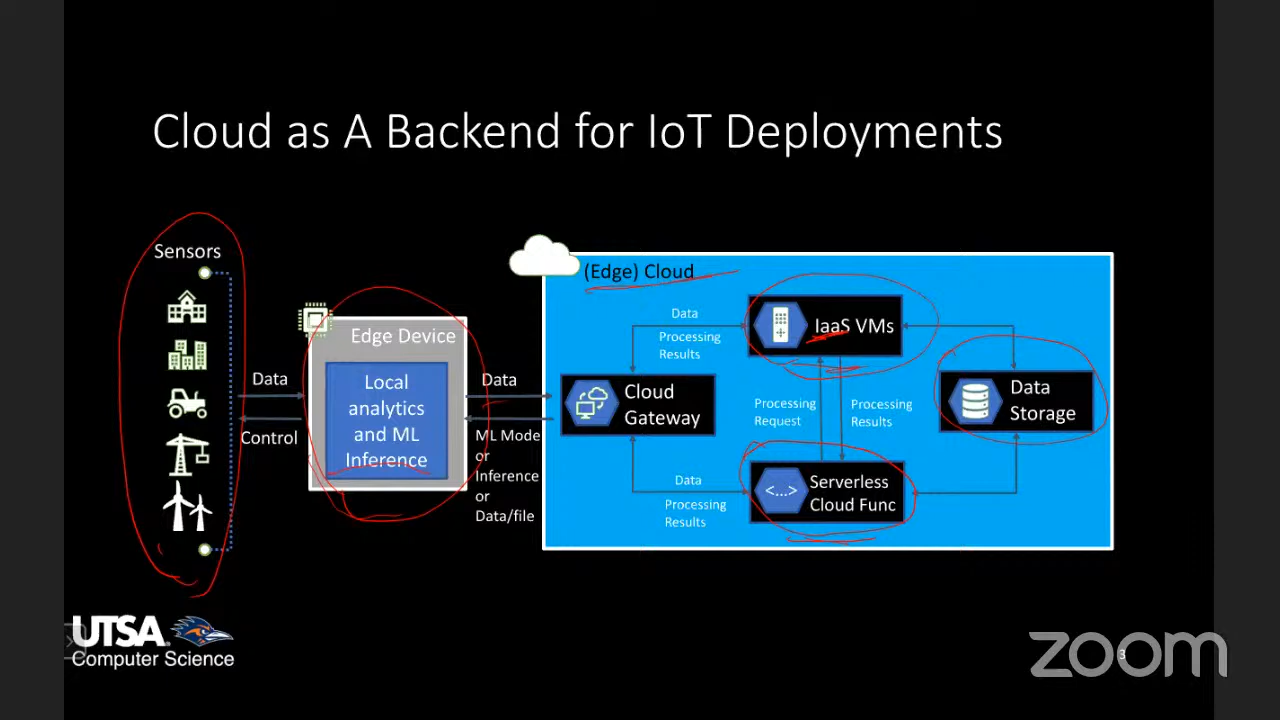 Cloud as A Backend for IoT Deployments
Sensors
Data
Control
Edge Device
Local
analytics
and ML
Inference
Data
ML Mode
or
Inference
or
Data/file
(Edge) Cloud
Cloud
Gateway
Data
Processing
Results
IaaS VMs
Processing
Request
Processing
Results
Data
Storage
Data
Processing
Results
<...>
Serverless
Cloud Func
UTSA.
Computer Science
3
zoom